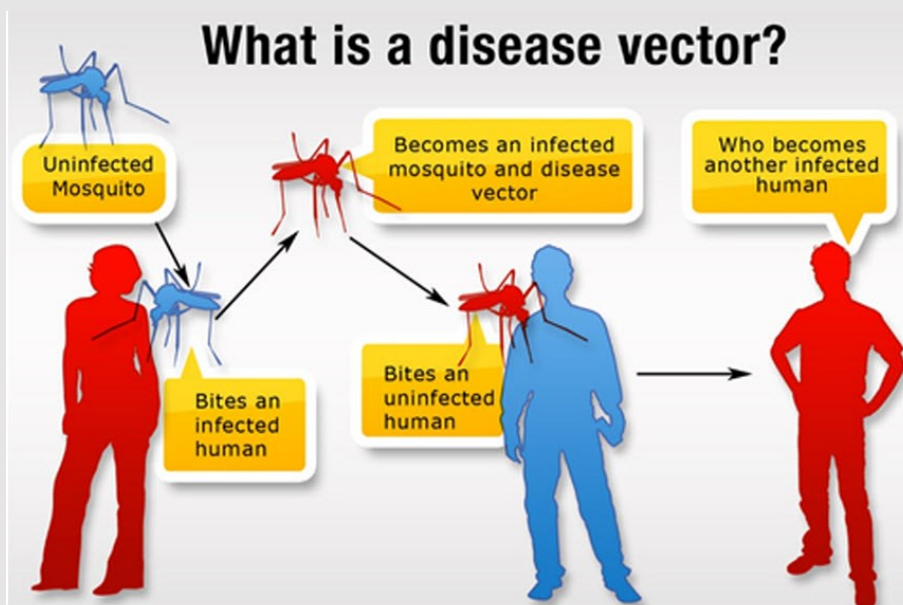 What is a disease vector?
Uninfected
Mosquito
Bites an
infected
human
Becomes an infected
mosquito and disease
vector
Bites an
uninfected
human
Who becomes
another infected
human